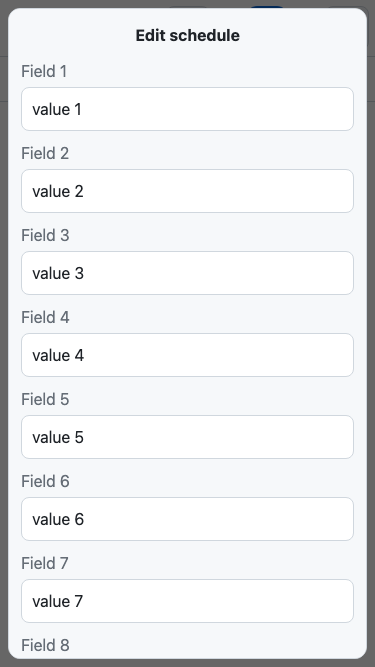 Edit schedule
Field 1
value 1
Field 2
value 2
Field 3
value 3
Field 4
value 4
Field 5
value 5
Field 6
value 6
Field 7
value 7
Field 8